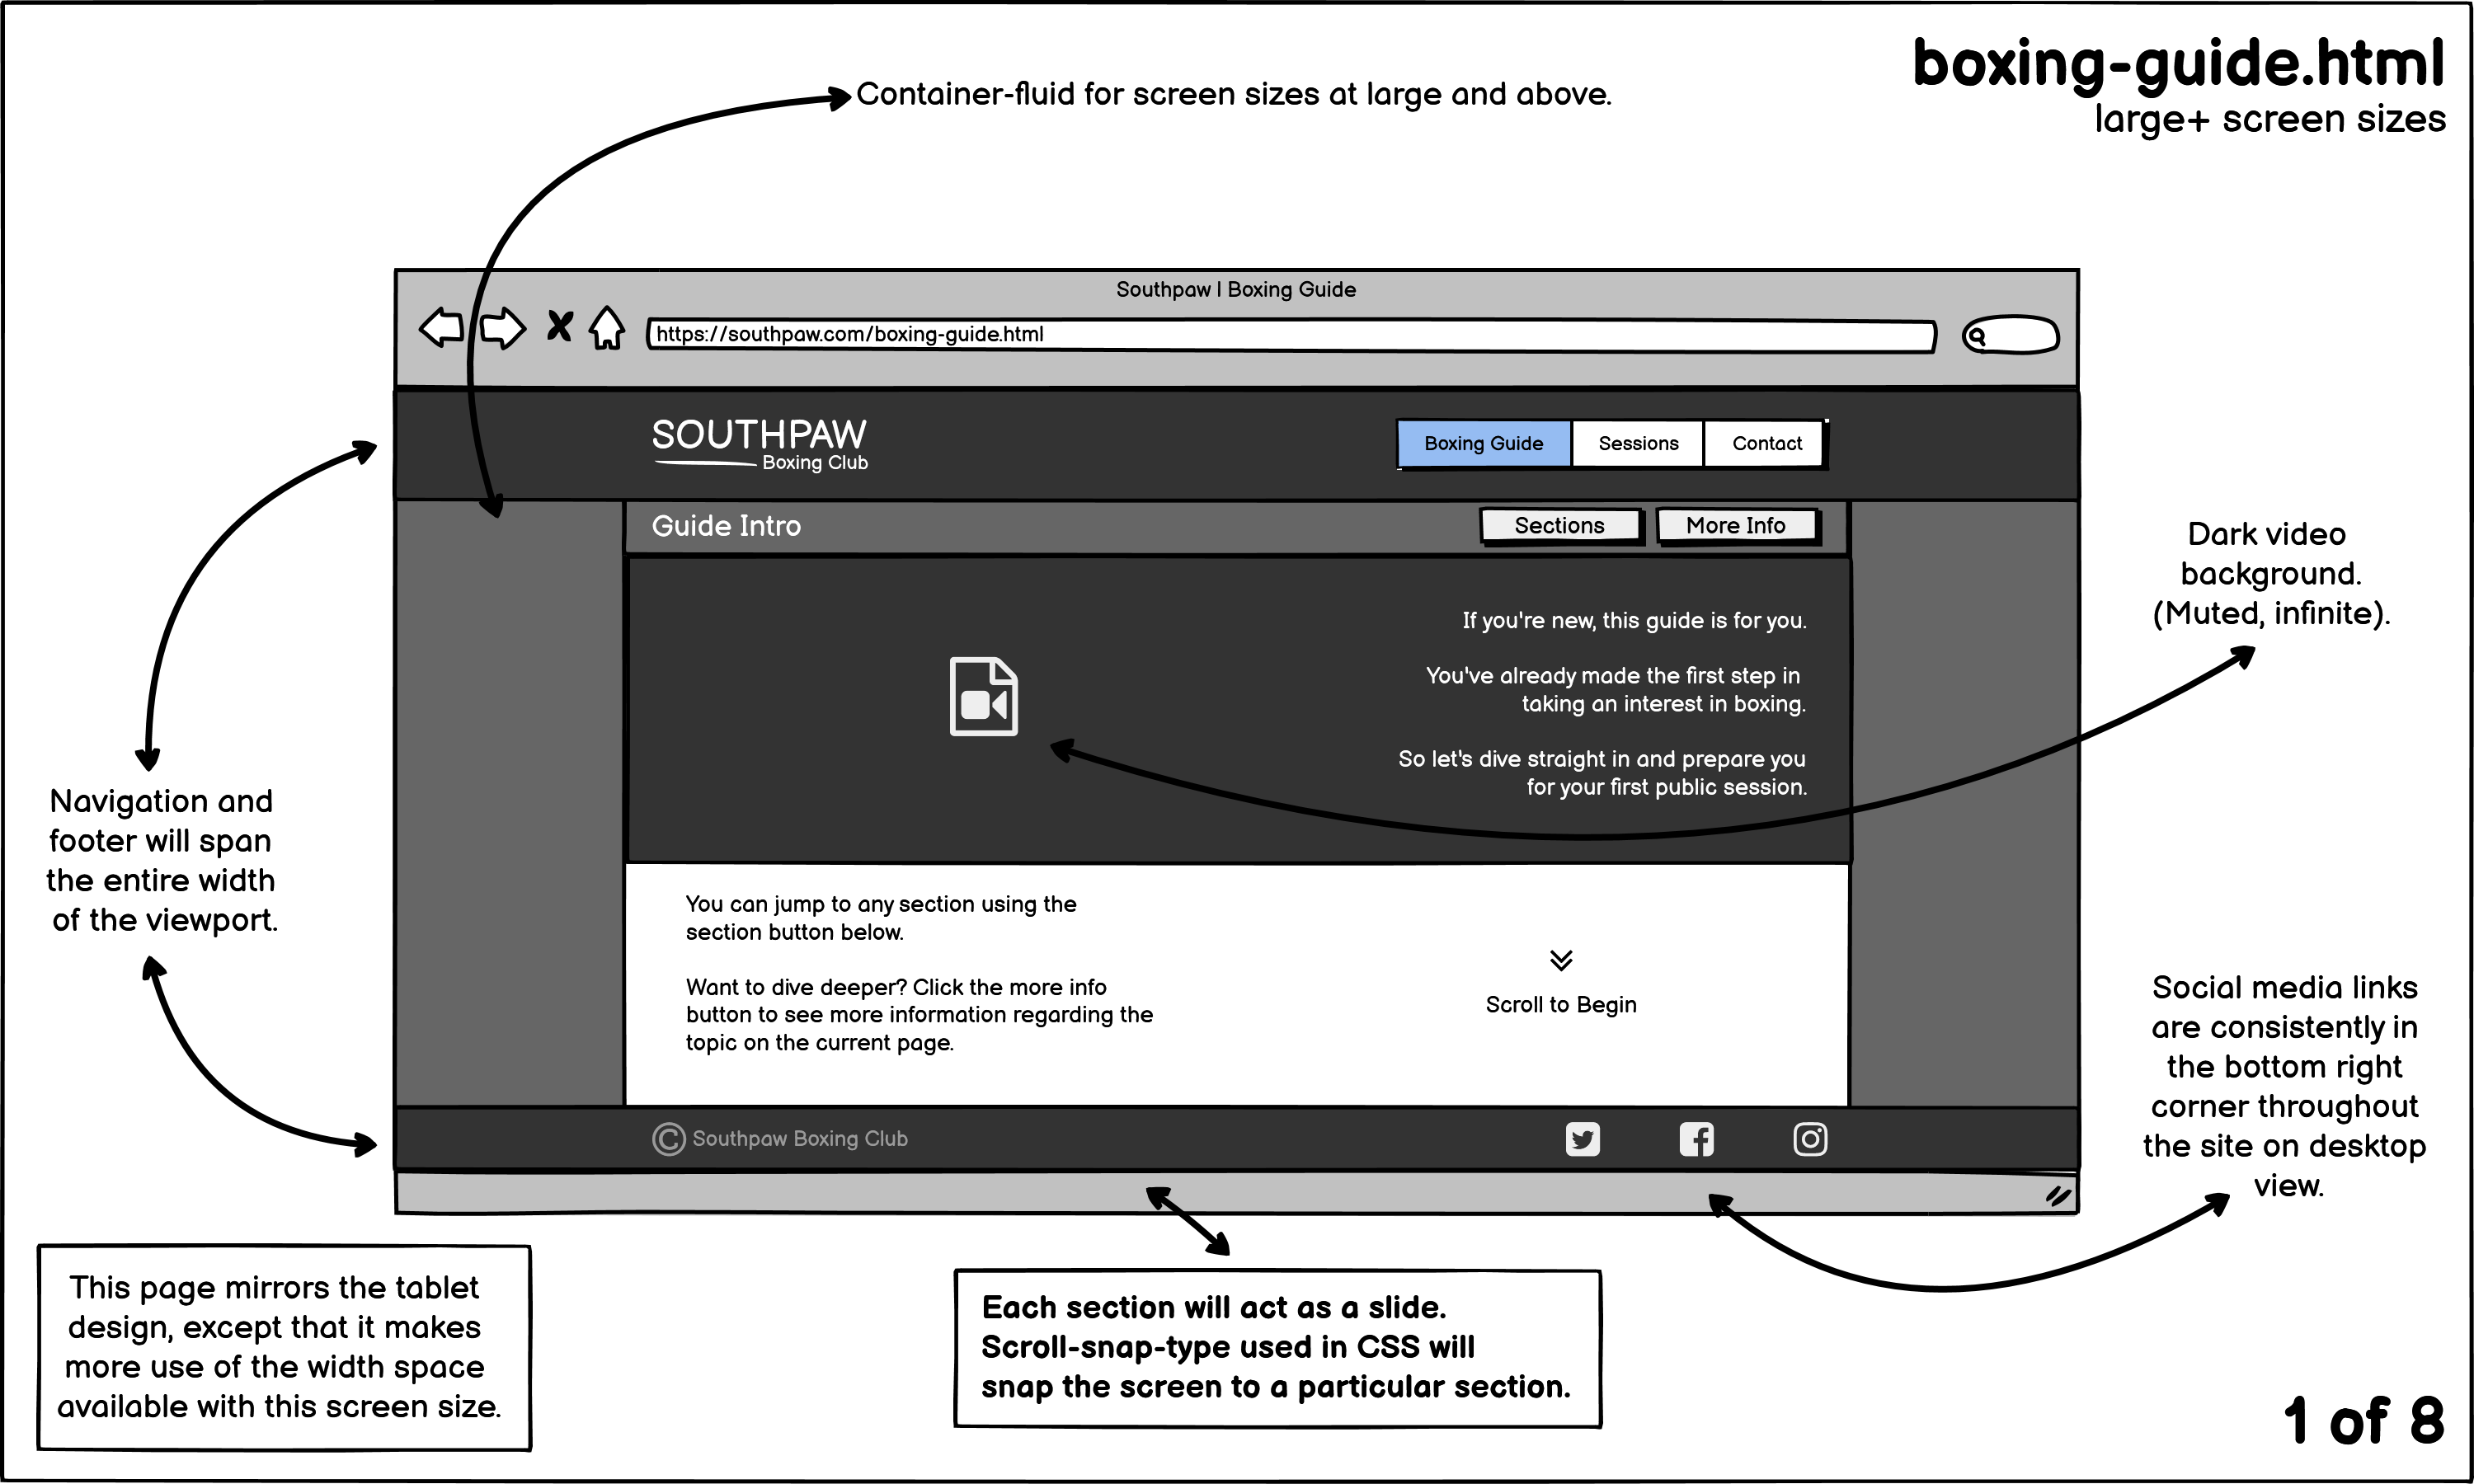 boxing-guide.html
large+ screen sizes
Container-fluid for screen sizes at large and above.
Southpaw | Boxing Guide
https://southpaw.com/boxing-guide.html
SOUTHPAW
Boxing Club
Boxing Guide
Sessions
Contact
Guide Intro
Sections
More Info
If you're new, this guide is for you.
You've already made the first step in
taking an interest in boxing.
So let's dive straight in and prepare you
for your first public session.
You can jump to any section using the
section button below.
Want to dive deeper? Click the more info
button to see more information regarding the
topic on the current page.
Scroll to Begin
© Southpaw Boxing Club
Navigation and
footer will span
the entire width
of the viewport.
Dark video
background.
(Muted, infinite).
Social media links
are consistently in
the bottom right
corner throughout
the site on desktop
view.
This page mirrors the tablet
design, except that it makes
more use of the width space
available with this screen size.
Each section will act as a slide.
Scroll-snap-type used in CSS will
snap the screen to a particular section.
1 of 8